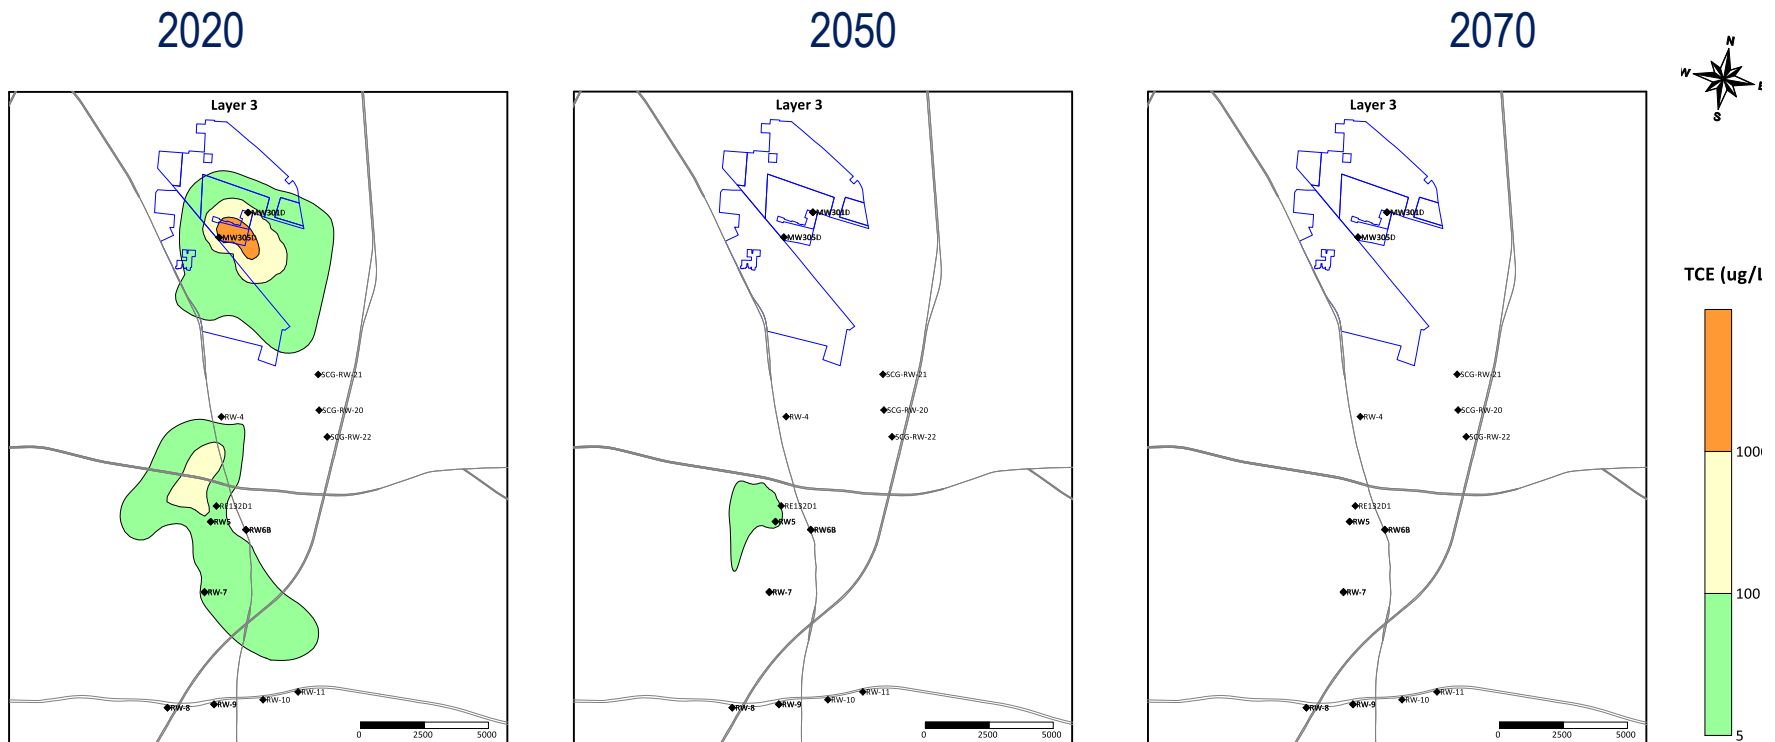 2020
2050
2070
N
W
E
S
Layer 3
MW301D
MW305D
SCG-RW-21
SCG-RW-20
RW-4
SCG-RW-22
RE132D1
RW5
RW6B
RW-7
RW-11
RW-10
RW-9
RW-8
0 2500 5000
Layer 3
MW301D
MW305D
SCG-RW-21
SCG-RW-20
RW-4
SCG-RW-22
RE132D1
RW5
RW6B
RW-7
RW-11
RW-10
RW-9
RW-8
0 2500 5000
Layer 3
MW301D
MW305D
SCG-RW-21
SCG-RW-20
RW-4
SCG-RW-22
RE132D1
RW5
RW6B
RW-7
RW-11
RW-10
RW-9
RW-8
0 2500 5000
TCE (ug/L
100
5